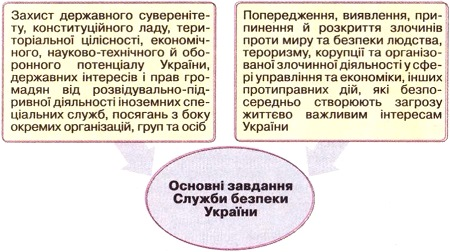 Захист державного суверенітe-
ту, конституційного ладу, тери-
торіальної цілісності, економіч-
ного, науково-технічного й обо-
ронного потенціалу України,
державних інтересів і прав гро-
мадян від розвідувально-під-
ривної діяльності іноземних спе-
ціальних служб, посягань з боку
окремих організацій, груп та осіб
Попередження, виявлення, при-
пинення й розкриття злочинів
проти миру та безпеки людства,
тероризму, корупції та організо-
ваної злочинної діяльності у сфе-
рі управління та економіки, інших
протиправних дій, які безпо-
середньо створюють загрозу
життєво важливим інтересам
України
Основні завдання
Служби безпеки
України